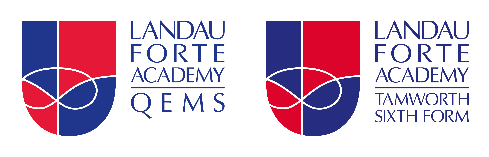 LANDAU
FORTE
ACADEMY
QEMS
LANDAU
FORTE
ACADEMY
TAMWORTH
SIXTH FORM